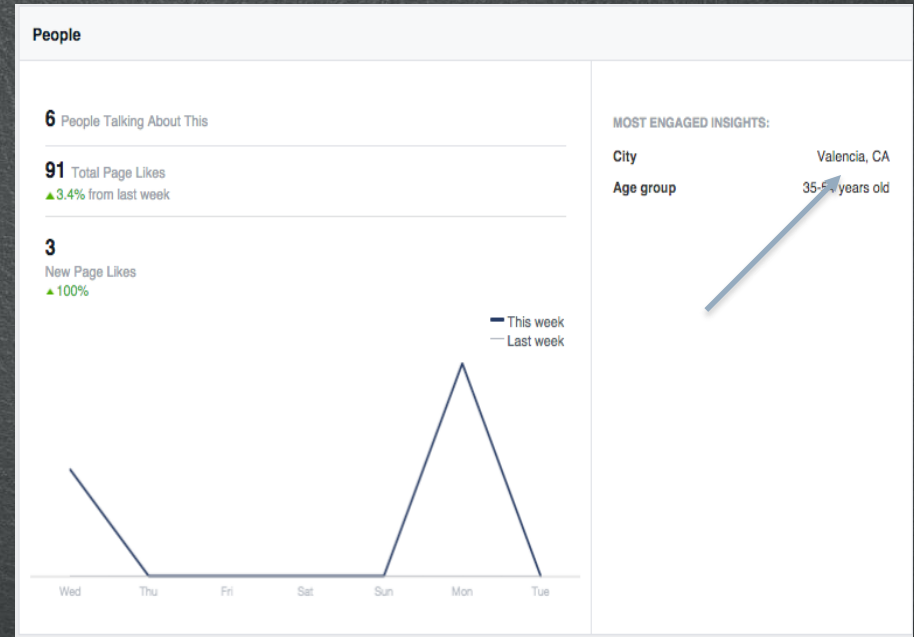 People
6 People Talking About This
91 Total Page Likes
▲3.4% from last week
3
New Page Likes
▲100%
This week
Last week
Wed Thu Fri Sat Sun Mon Tue
MOST ENGAGED INSIGHTS:
City Valencia, CA
Age group years old